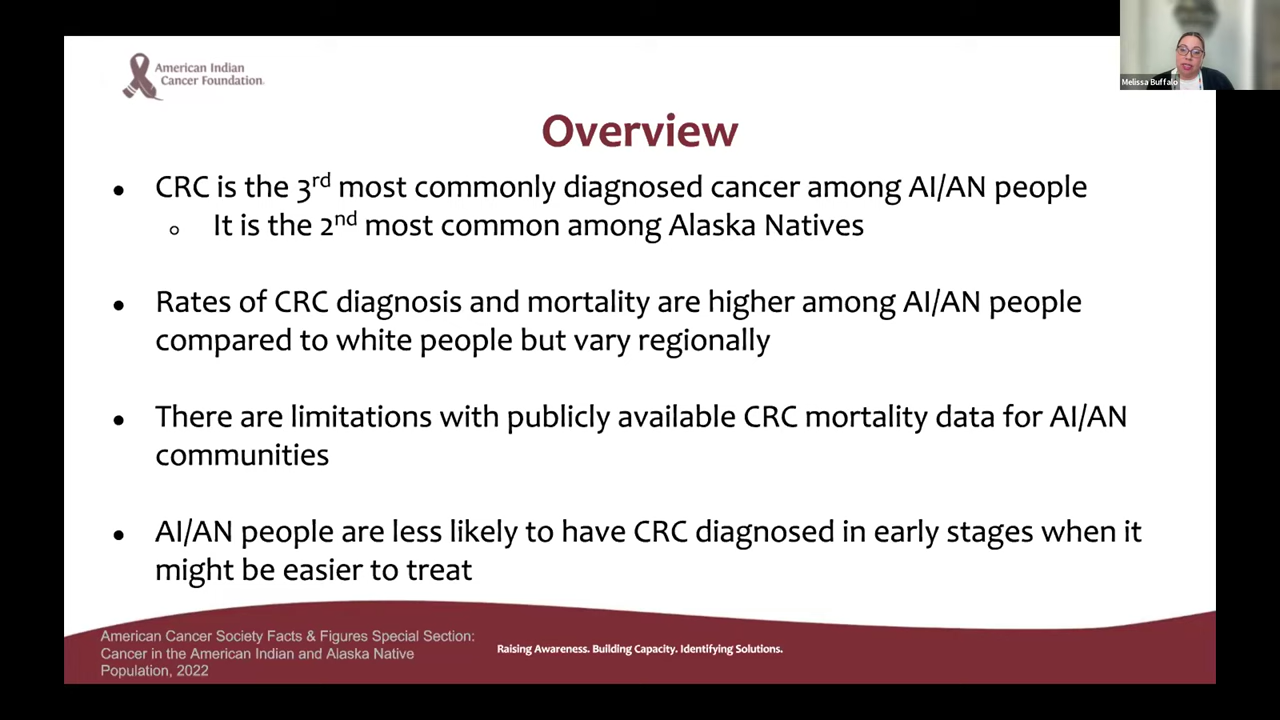 American Indian
Cancer Foundation.
Melissa Buffalo
Overview
• CRC is the 3rd most commonly diagnosed cancer among AI/AN people
o It is the 2nd most common among Alaska Natives
• Rates of CRC diagnosis and mortality are higher among AI/AN people
compared to white people but vary regionally
• There are limitations with publicly available CRC mortality data for AI/AN
communities
• AI/AN people are less likely to have CRC diagnosed in early stages when it
might be easier to treat
American Cancer Society Facts & Figures Special Section:
Cancer in the American Indian and Alaska Native
Population, 2022
Raising Awareness. Building Capacity. Identifying Solutions.